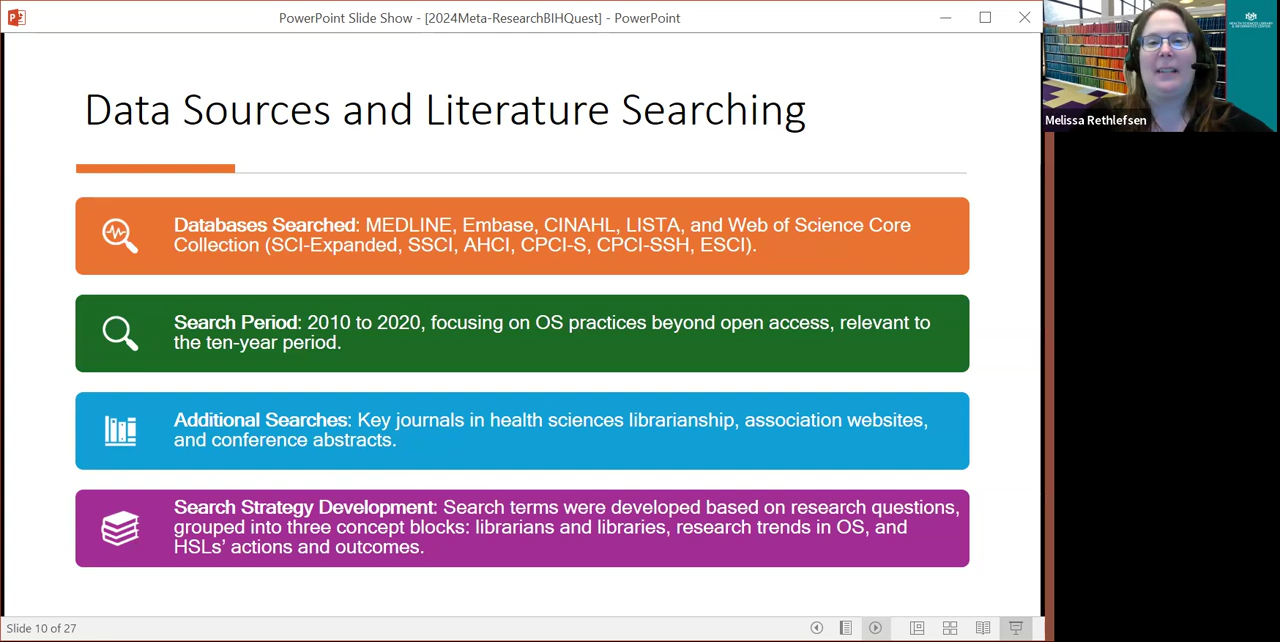 PowerPoint Slide Show - [2024Meta-ResearchBIHQuest] - PowerPoint
Data Sources and Literature Searching
Databases Searched: MEDLINE, Embase, CINAHL, LISTA, and Web of Science Core
Collection (SCI-Expanded, SSCI, AHCI, CPCI-S, CPCI-SSH, ESCI).
Search Period: 2010 to 2020, focusing on OS practices beyond open access, relevant to
the ten-year period.
Additional Searches: Key journals in health sciences librarianship, association websites,
and conference abstracts.
Search Strategy Development: Search terms were developed based on research questions,
grouped into three concept blocks: librarians and libraries, research trends in OS, and
HSLs' actions and outcomes.
Slide 10 of 27
HEALTH SCIENCES LIBRARY
& INFORMATICS CENTER
Melissa Rethlefsen